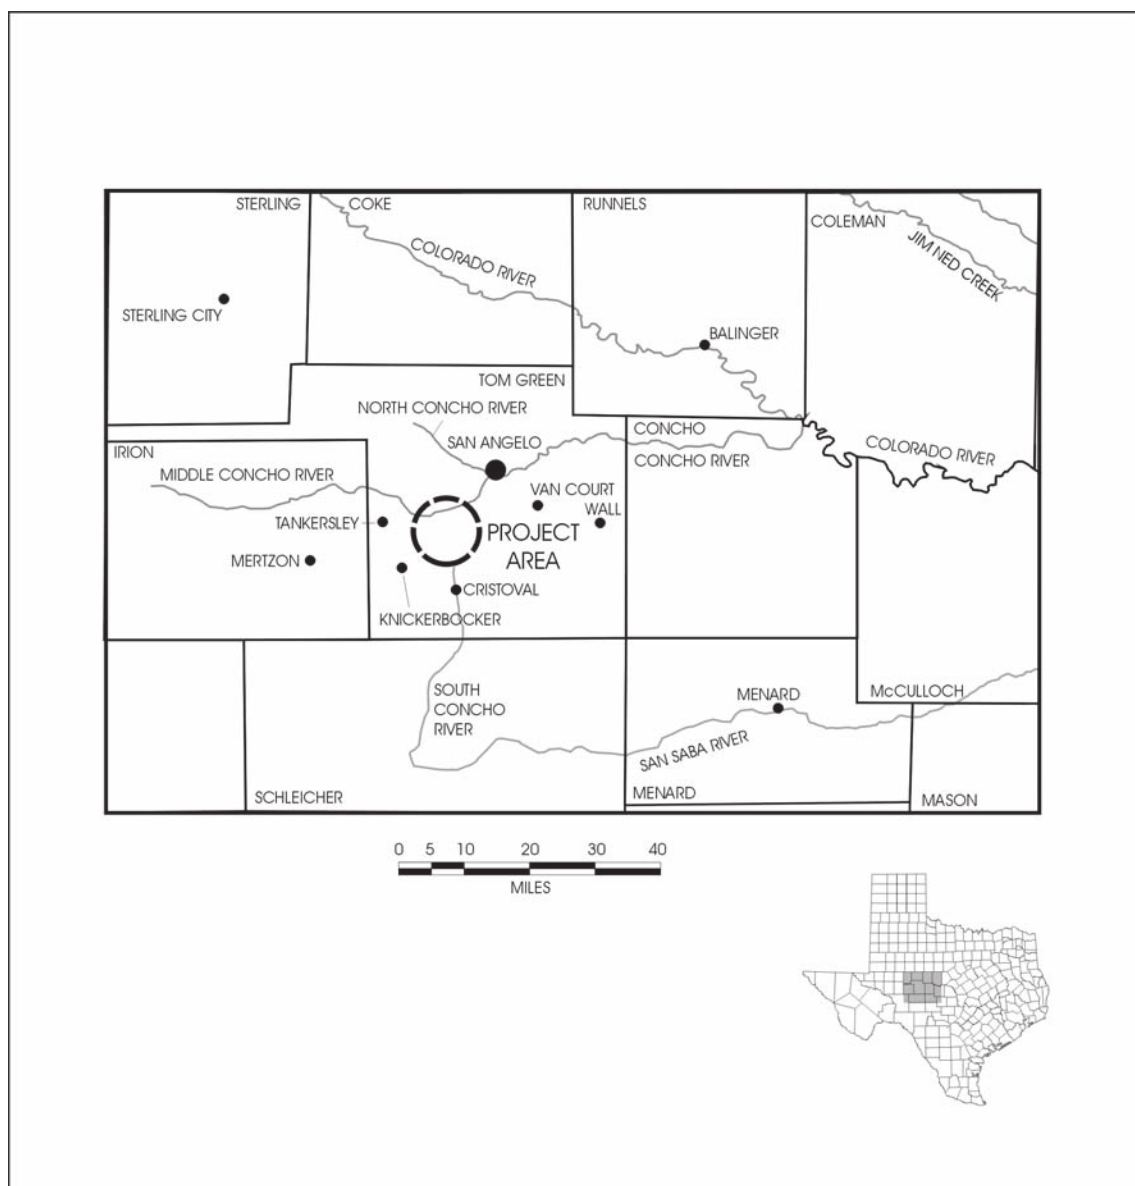 STERLING
COKE
RUNNELS
COLEMAN
JIM NED CREEK
COLORADO RIVER
STERLING CITY
BALINGER
TOM GREEN
NORTH CONCHO RIVER
SAN ANGELO
CONCHO
CONCHO RIVER
COLORADO RIVER
IRION
MIDDLE CONCHO RIVER
VAN COURT
WALL
TANKERSLEY
PROJECT
AREA
MERTZON
CRISTOVAL
KNICKERBOCKER
SOUTH
CONCHO
RIVER
MENARD
McCULLOCH
SAN SABA RIVER
SCHLEICHER
MENARD
MASON
0 5 10 20 30 40
MILES